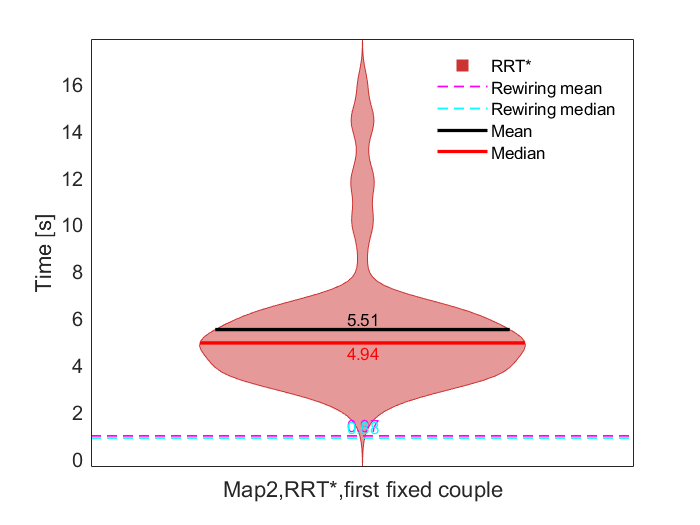 16
14
12
10
8
6
4
2
0
Time [s]
RRT*
Rewiring mean
Rewiring median
Mean
Median
5.51
4.94
Map2,RRT*,first fixed couple